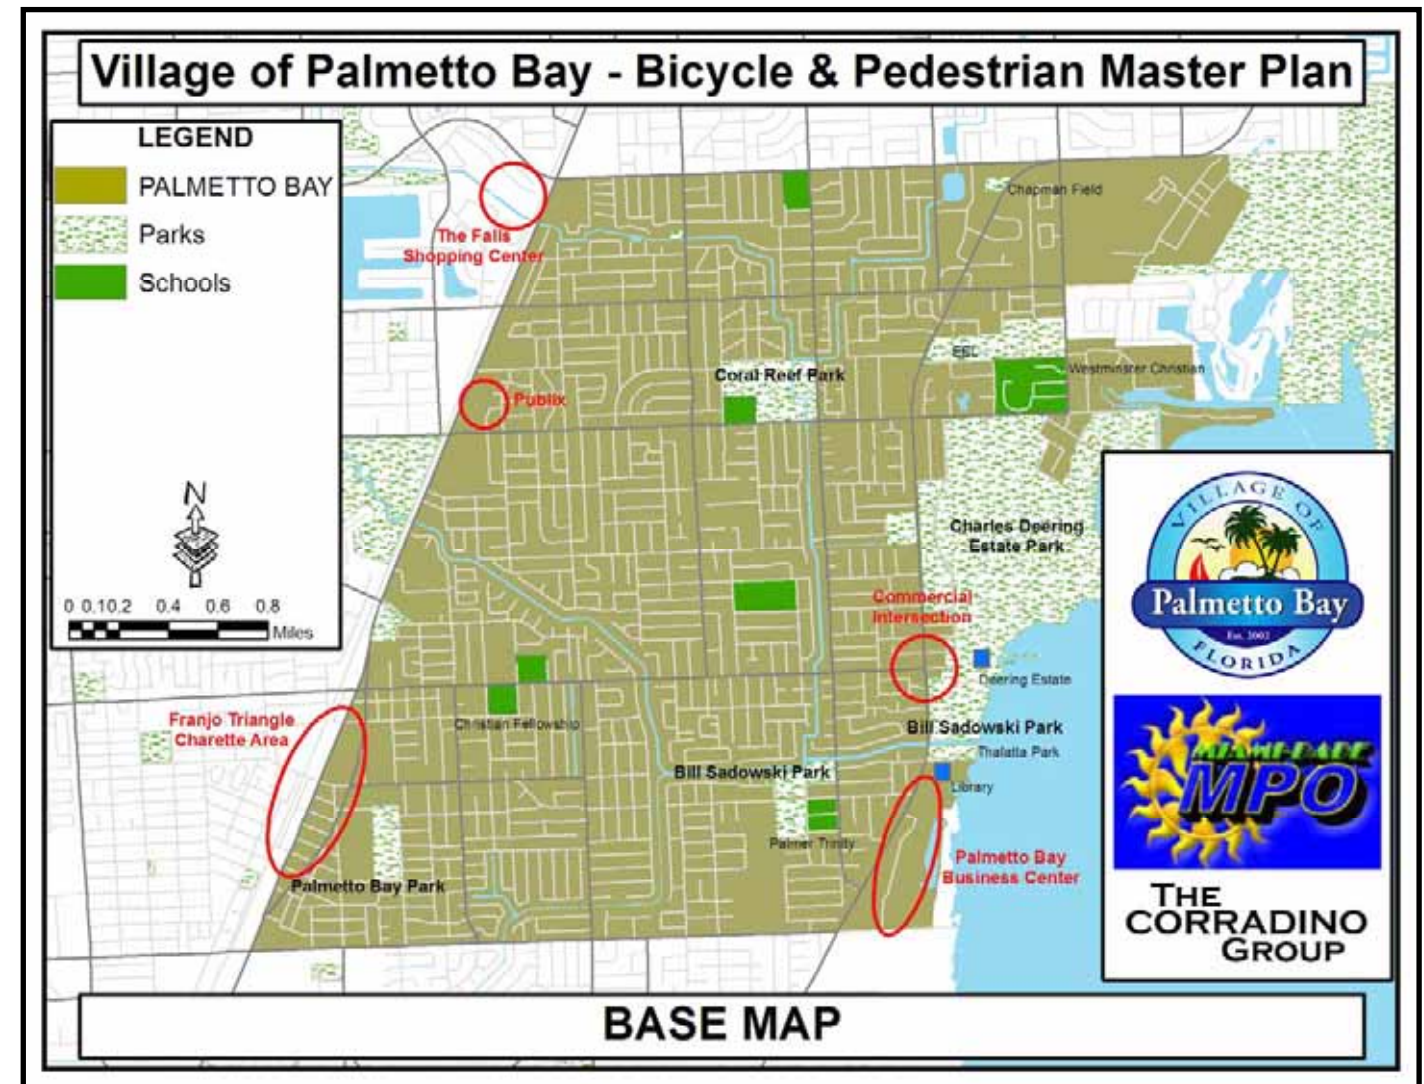 Village of Palmetto Bay - Bicycle & Pedestrian Master Plan
LEGEND
PALMETTO BAY
Parks
Schools
N
0 0.10.2 0.4 0.6 0.8
Miles
The Falls
Shopping Center
Chapman Field
Publix
Coral Reef Park
EEL
Westminster Christian
Charles Deering
Estate Park
Commercial
Intersection
Deering Estate
Franjo Triangle
Charette Area
Christian Fellowship
Bill Sadowski Park
Thalatta Park
Bill Sadowski Park
Library
Palmer Trinity
Palmetto Bay Park
Palmetto Bay
Business Center
VILLAGE OF
Palmetto Bay
Est. 2002
FLORIDA
MIAMI-DADE
MPO
THE
CORRADINO
GROUP
BASE MAP